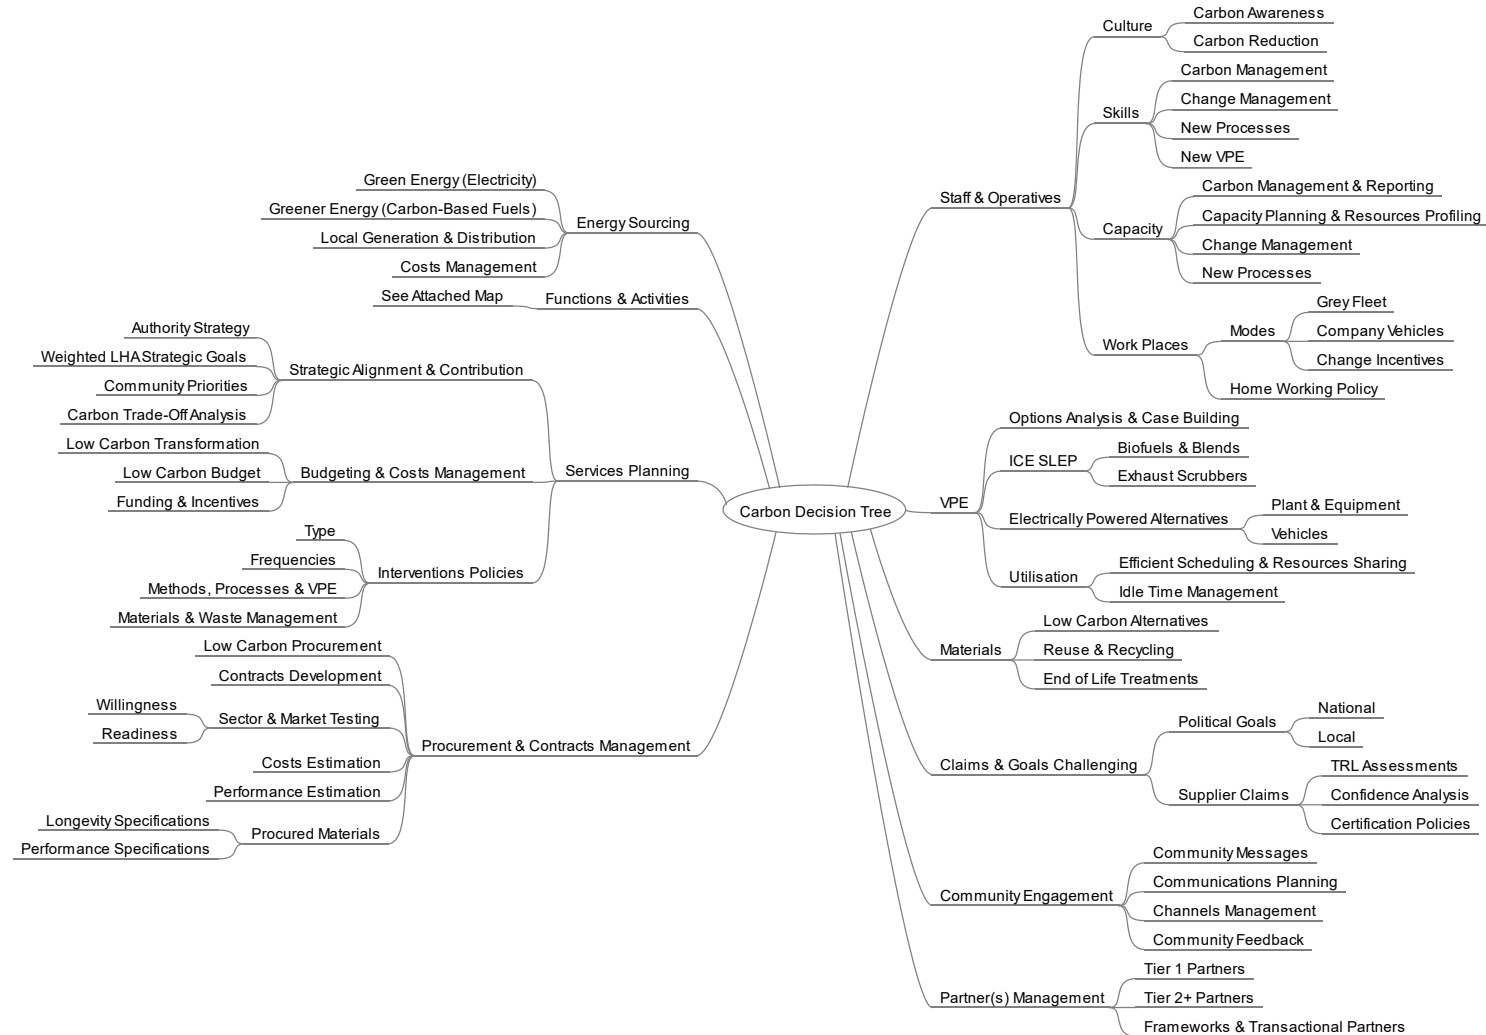 Carbon Decision Tree
Staff & Operatives
Culture
Carbon Awareness
Carbon Reduction
Skills
Carbon Management
Change Management
New Processes
New VPE
Capacity
Carbon Management & Reporting
Capacity Planning & Resources Profiling
Change Management
New Processes
Work Places
Modes
Grey Fleet
Company Vehicles
Change Incentives
Home Working Policy
VPE
Options Analysis & Case Building
ICE SLEP
Biofuels & Blends
Exhaust Scrubbers
Electrically Powered Alternatives
Plant & Equipment
Vehicles
Utilisation
Efficient Scheduling & Resources Sharing
Idle Time Management
Materials
Low Carbon Alternatives
Reuse & Recycling
End of Life Treatments
Claims & Goals Challenging
Political Goals
National
Local
Supplier Claims
TRL Assessments
Confidence Analysis
Certification Policies
Community Engagement
Community Messages
Communications Planning
Channels Management
Community Feedback
Partner(s) Management
Tier 1 Partners
Tier 2+ Partners
Frameworks & Transactional Partners
Energy Sourcing
Green Energy (Electricity)
Greener Energy (Carbon-Based Fuels)
Local Generation & Distribution
Costs Management
Functions & Activities
See Attached Map
Services Planning
Strategic Alignment & Contribution
Authority Strategy
Weighted LHA Strategic Goals
Community Priorities
Carbon Trade-Off Analysis
Budgeting & Costs Management
Low Carbon Transformation
Low Carbon Budget
Funding & Incentives
Interventions Policies
Type
Frequencies
Methods, Processes & VPE
Materials & Waste Management
Procurement & Contracts Management
Low Carbon Procurement
Contracts Development
Sector & Market Testing
Willingness
Readiness
Costs Estimation
Performance Estimation
Procured Materials
Longevity Specifications
Performance Specifications